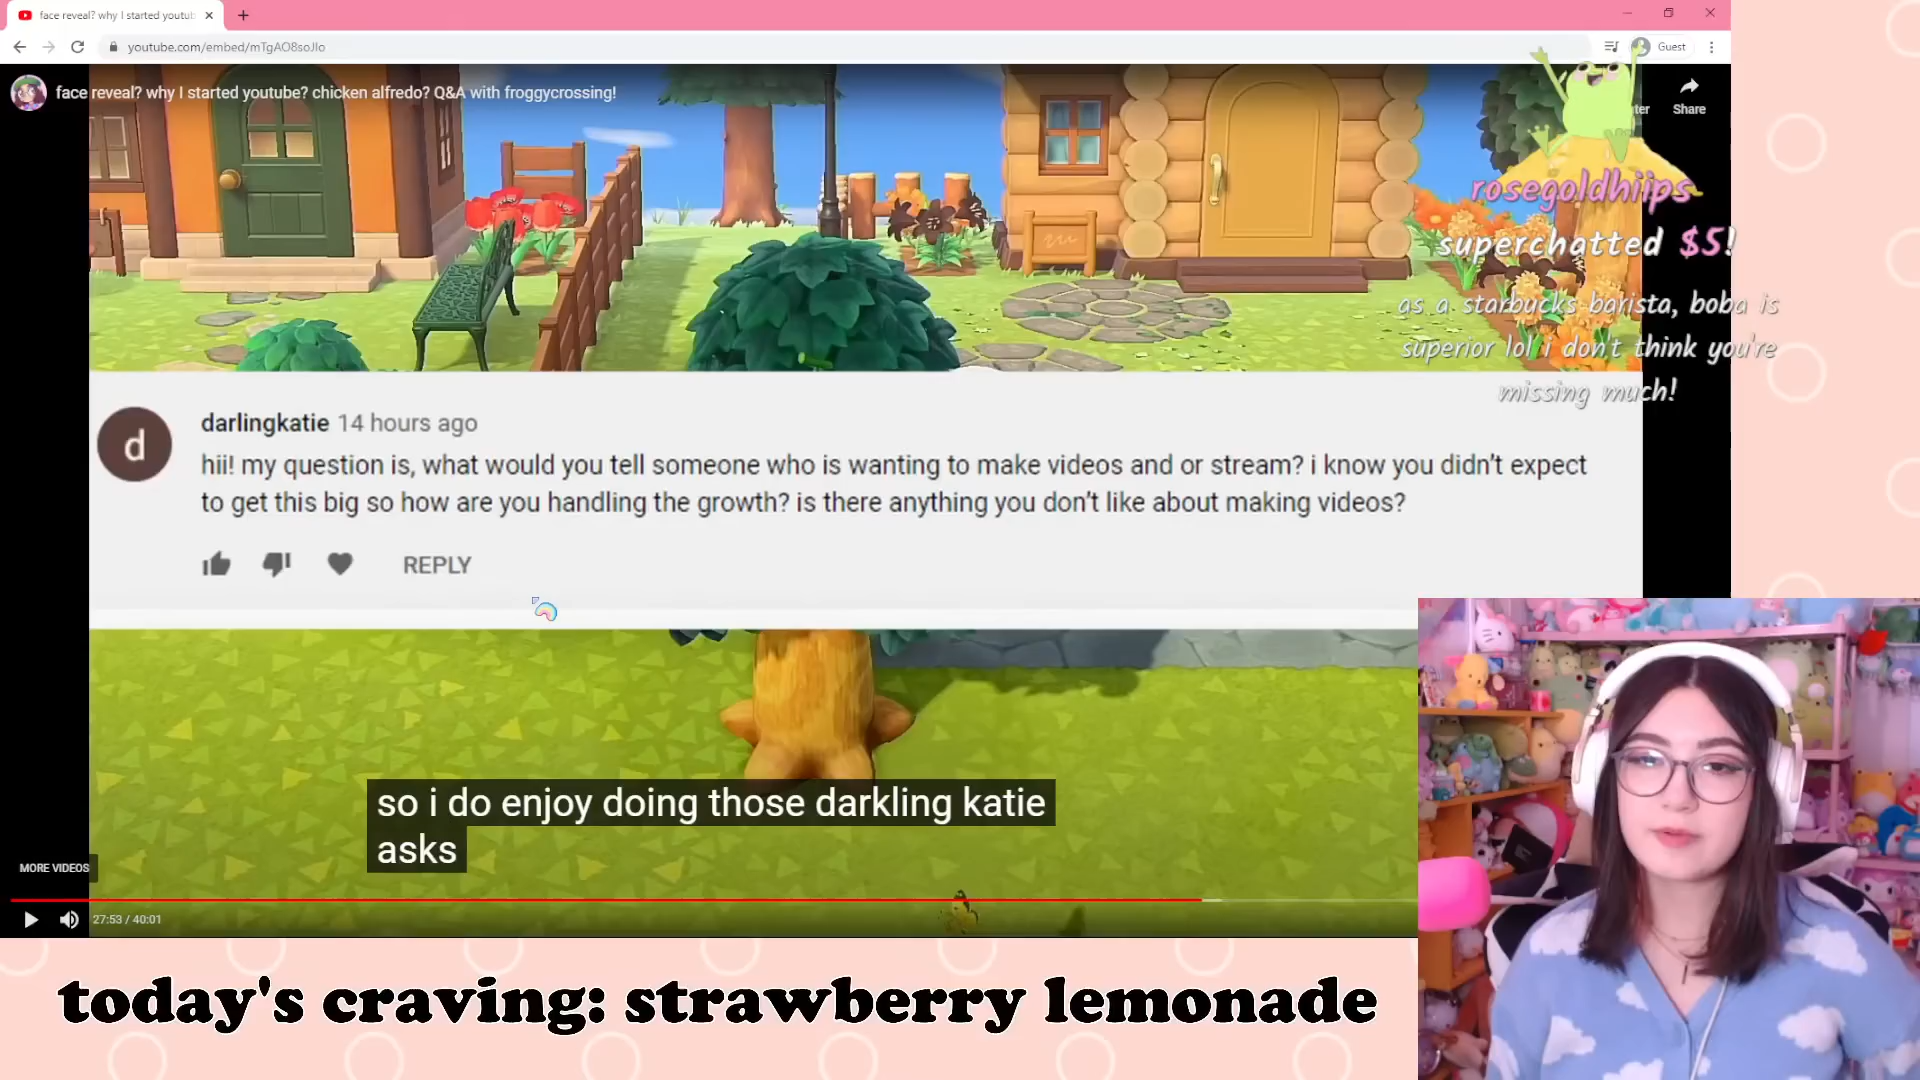 face reveal? why I started youtub
youtube.com/embed/mTgAO8soJlo
Guest
face reveal? why I started youtube? chicken alfredo? Q&A with froggycrossing!
ter
Share
rosegoldhiips
superchatted $5!
as a starbucks barista, boba is
superior lol i don't think you're
missing much!
d
darlingkatie 14 hours ago
hii! my question is, what would you tell someone who is wanting to make videos and or stream? i know you didn't expect
to get this big so how are you handling the growth? is there anything you don't like about making videos?
REPLY
so i do enjoy doing those darkling katie
asks
MORE VIDEOS
27:53 / 40:01
today's craving: strawberry lemonade